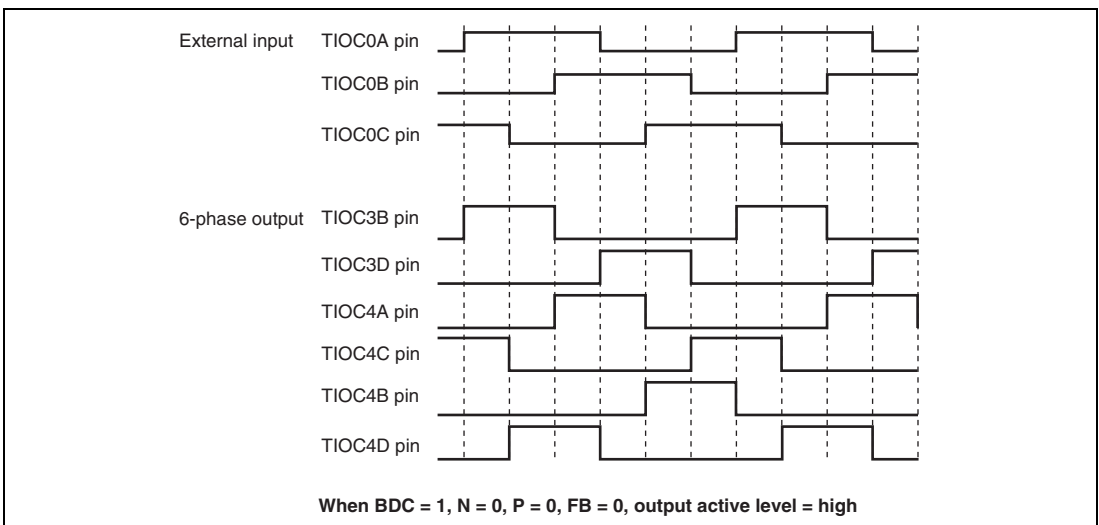 External input TIOC0A pin
TIOC0B pin
TIOC0C pin
6-phase output TIOC3B pin
TIOC3D pin
TIOC4A pin
TIOC4C pin
TIOC4B pin
TIOC4D pin
When BDC = 1, N = 0, P = 0, FB = 0, output active level = high